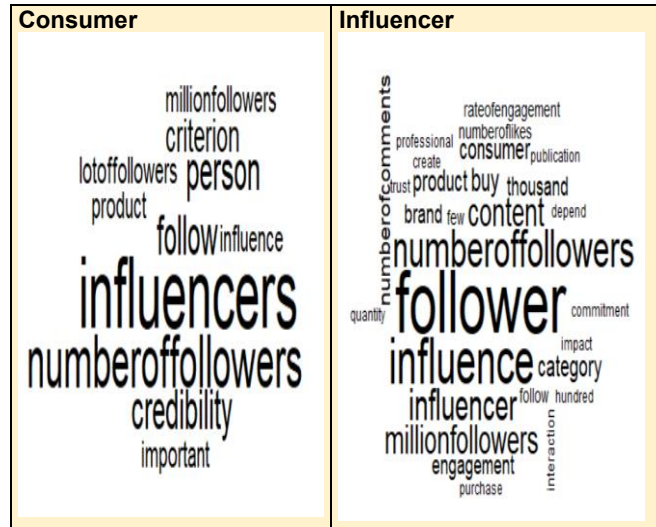 Consumer
millionfollowers
criterion
lotoffollowers person
product
follow influence
influencers
numberoffollowers
credibility
important
Influencer
numberofcomments
rateofengagement
numberoflikes
professional consumer publication
create
trust product buy thousand
brand few content depend
numberoffollowers
follower
quantity commitment
impact
influence category
influencer follow hundred
millionfollowers
interaction
engagement
purchase